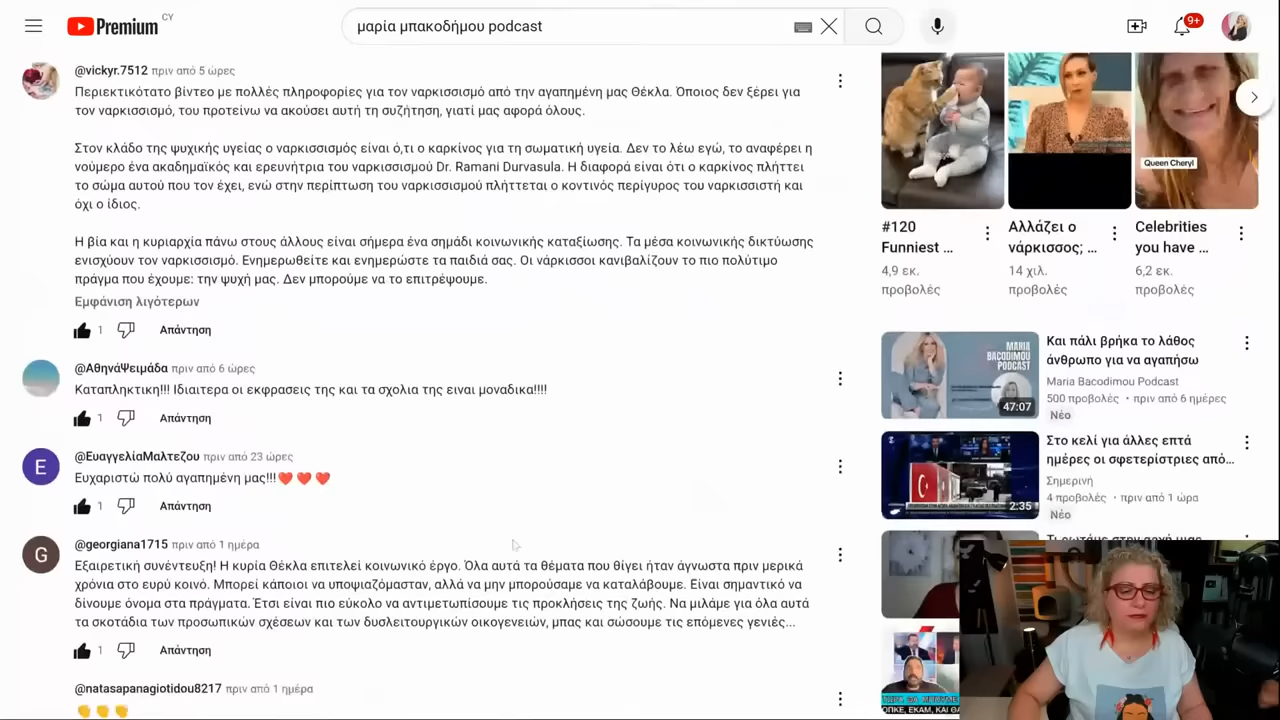 Premium CY
μαρία μπακοδήμου podcast
9+
@vickyr.7512 πριν από 5 ώρες
Περιεκτικότατο βίντεο με πολλές πληροφορίες για τον ναρκισσισμό από την αγαπημένη μας Θέκλα. Όποιος δεν ξέρει για
τον ναρκισσισμό, του προτείνω να ακούσει αυτή τη συζήτηση, γιατί μας αφορά όλους.
Στον κλάδο της ψυχικής υγείας ο ναρκισσισμός είναι ό,τι ο καρκίνος για τη σωματική υγεία. Δεν το λέω εγώ, το αναφέρει η
νούμερο ένα ακαδημαϊκός και ερευνήτρια του ναρκισσισμού Dr. Ramani Durvasula. Η διαφορά είναι ότι ο καρκίνος πλήττει
το σώμα αυτού που τον έχει, ενώ στην περίπτωση του ναρκισσισμού πλήττεται ο κοντινός περίγυρος του ναρκισσιστή και
όχι ο ίδιος.
Η βία και η κυριαρχία πάνω στους άλλους είναι σήμερα ένα σημάδι κοινωνικής καταξίωσης. Τα μέσα κοινωνικής δικτύωσης
ενισχύουν τον ναρκισσισμό. Ενημερωθείτε και ενημερώστε τα παιδιά σας. Οι νάρκισσοι κανιβαλίζουν το πιο πολύτιμο
πράγμα που έχουμε: την ψυχή μας. Δεν μπορούμε να το επιτρέψουμε.
Εμφάνιση λιγότερων
1 Απάντηση
@ΑθηνάΨειμάδα πριν από 6 ώρες
Καταπληκτικη!!! Ιδιαιτερα οι εκφρασεις της και τα σχολια της ειναι μοναδικα!!!!
1 Απάντηση
E
@ΕυαγγελίαΜαλτεζου πριν από 23 ώρες
Ευχαριστώ πολύ αγαπημένη μας!!!❤️ ❤️ ❤️
1 Απάντηση
G
@georgiana1715 πριν από 1 ημέρα
Εξαιρετική συνέντευξη! Η κυρία Θέκλα επιτελεί κοινωνικό έργο. Όλα αυτά τα θέματα που θίγει ήταν άγνωστα πριν μερικά
χρόνια στο ευρύ κοινό. Μπορεί κάποιοι να υποψιαζόμασταν, αλλά να μην μπορούσαμε να καταλάβουμε. Είναι σημαντικό να
δίνουμε όνομα στα πράγματα. Έτσι είναι πιο εύκολο να αντιμετωπίσουμε τις προκλήσεις της ζωής. Να μιλάμε για όλα αυτά
τα σκοτάδια των προσωπικών σχέσεων και των δυσλειτουργικών οικογενειών, μπας και σώσουμε τις επόμενες γενιές...
1 Απάντηση
@natasapanagiotidou8217 πριν από 1 ημέρα
👏 👏 👏
Queen Cheryl
#120
Funniest ...
4,9 εκ.
προβολές
Αλλάζει ο
νάρκισσος; ...
14 χιλ.
προβολές
Celebrities
you have ...
6,2 εκ.
προβολές
MARIA
BACODIMOU
PODCAST
47:07
Και πάλι βρήκα το λάθος
άνθρωπο για να αγαπήσω
Maria Bacodimou Podcast
500 προβολές • πριν από 6 ημέρες
Νέο
2:35
Στο κελί για άλλες επτά
ημέρες οι σφετεριστριες από...
Σημερινή
4 προβολές • πριν από 1 ώρα
Νέο